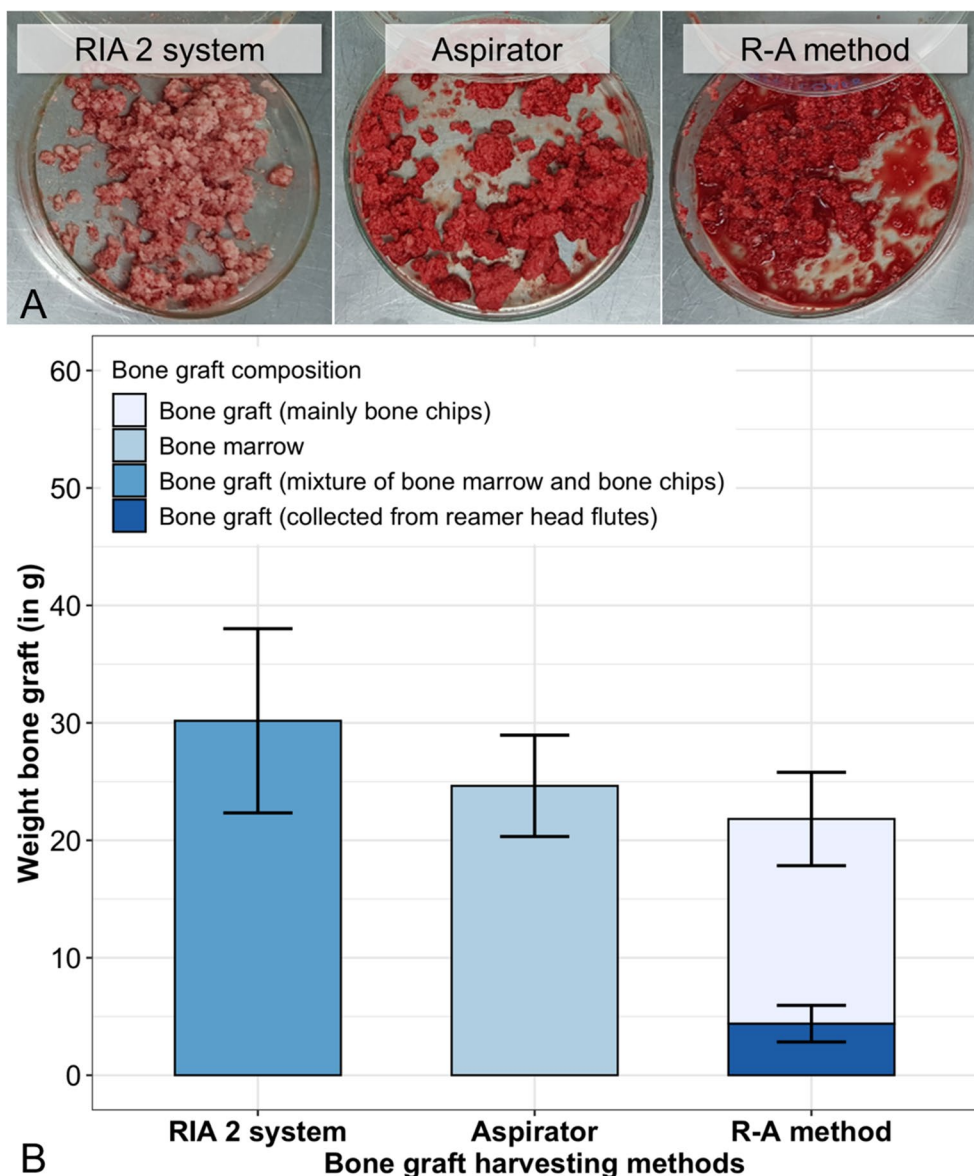 RIA 2 system
Aspirator
R-A method
A
60
50
40
30
20
10
0
Weight bone graft (in g)
Bone graft composition
Bone graft (mainly bone chips)
Bone marrow
Bone graft (mixture of bone marrow and bone chips)
Bone graft (collected from reamer head flutes)
RIA 2 system
Aspirator
R-A method
Bone graft harvesting methods
B